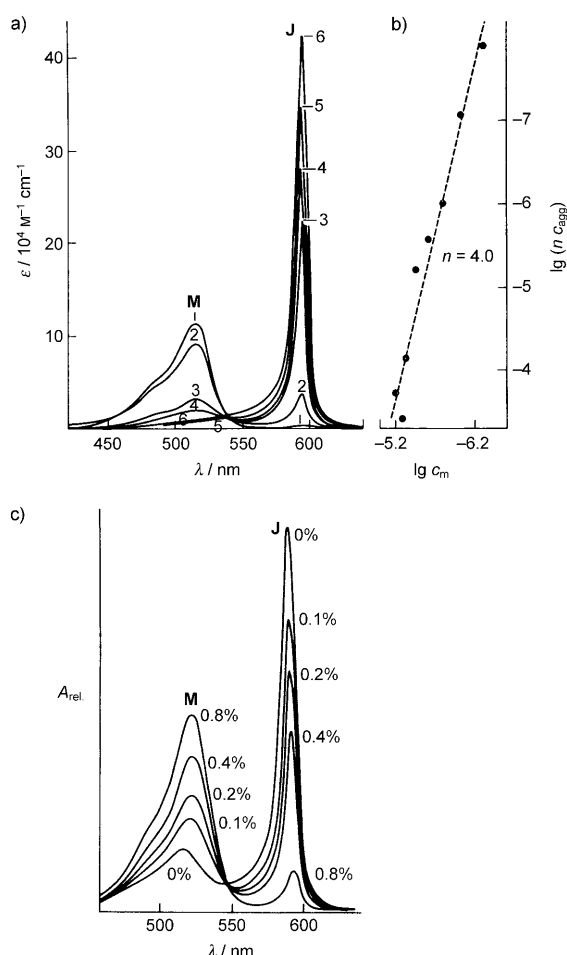 a)
J
6
5
4
3
40
30
20
10
ε / 10⁴ M⁻¹ cm⁻¹
M
1
2
3
4
6
5
2
1
450
500
550
600
λ / nm
b)
–7
–6
–5
–4
lg (n c_agg)
n = 4.0
–5.2
–6.2
lg c_m
c)
J
0%
0.1%
0.2%
0.4%
0.8%
A_rel.
M
0.8%
0.4%
0.2%
0.1%
0%
500
550
600
λ / nm